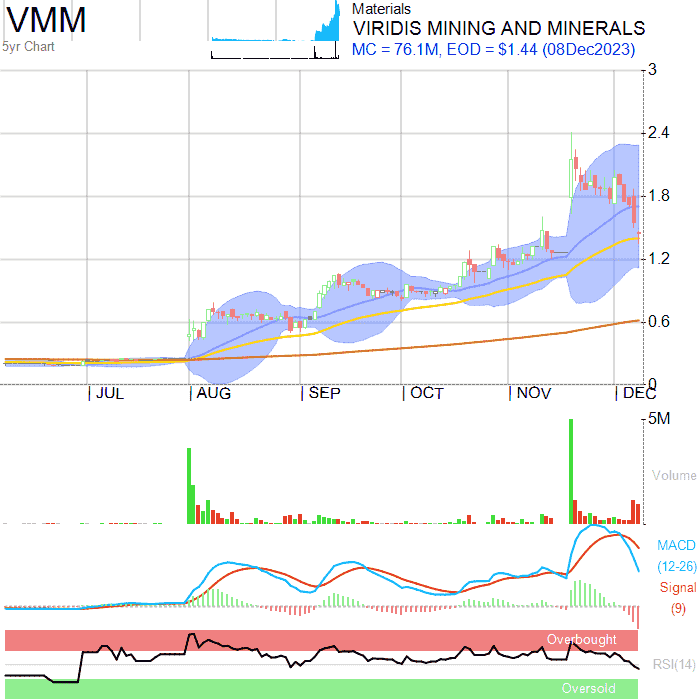 VMM
5yr Chart
Materials
VIRIDIS MINING AND MINERALS
MC = 76.1M, EOD = $1.44 (08Dec2023)
3
2.4
1.8
1.2
0.6
0
JUL AUG SEP OCT NOV DEC
5M
Volume
MACD
(12-26)
Signal
(9)
Overbought
RSI(14)
Oversold